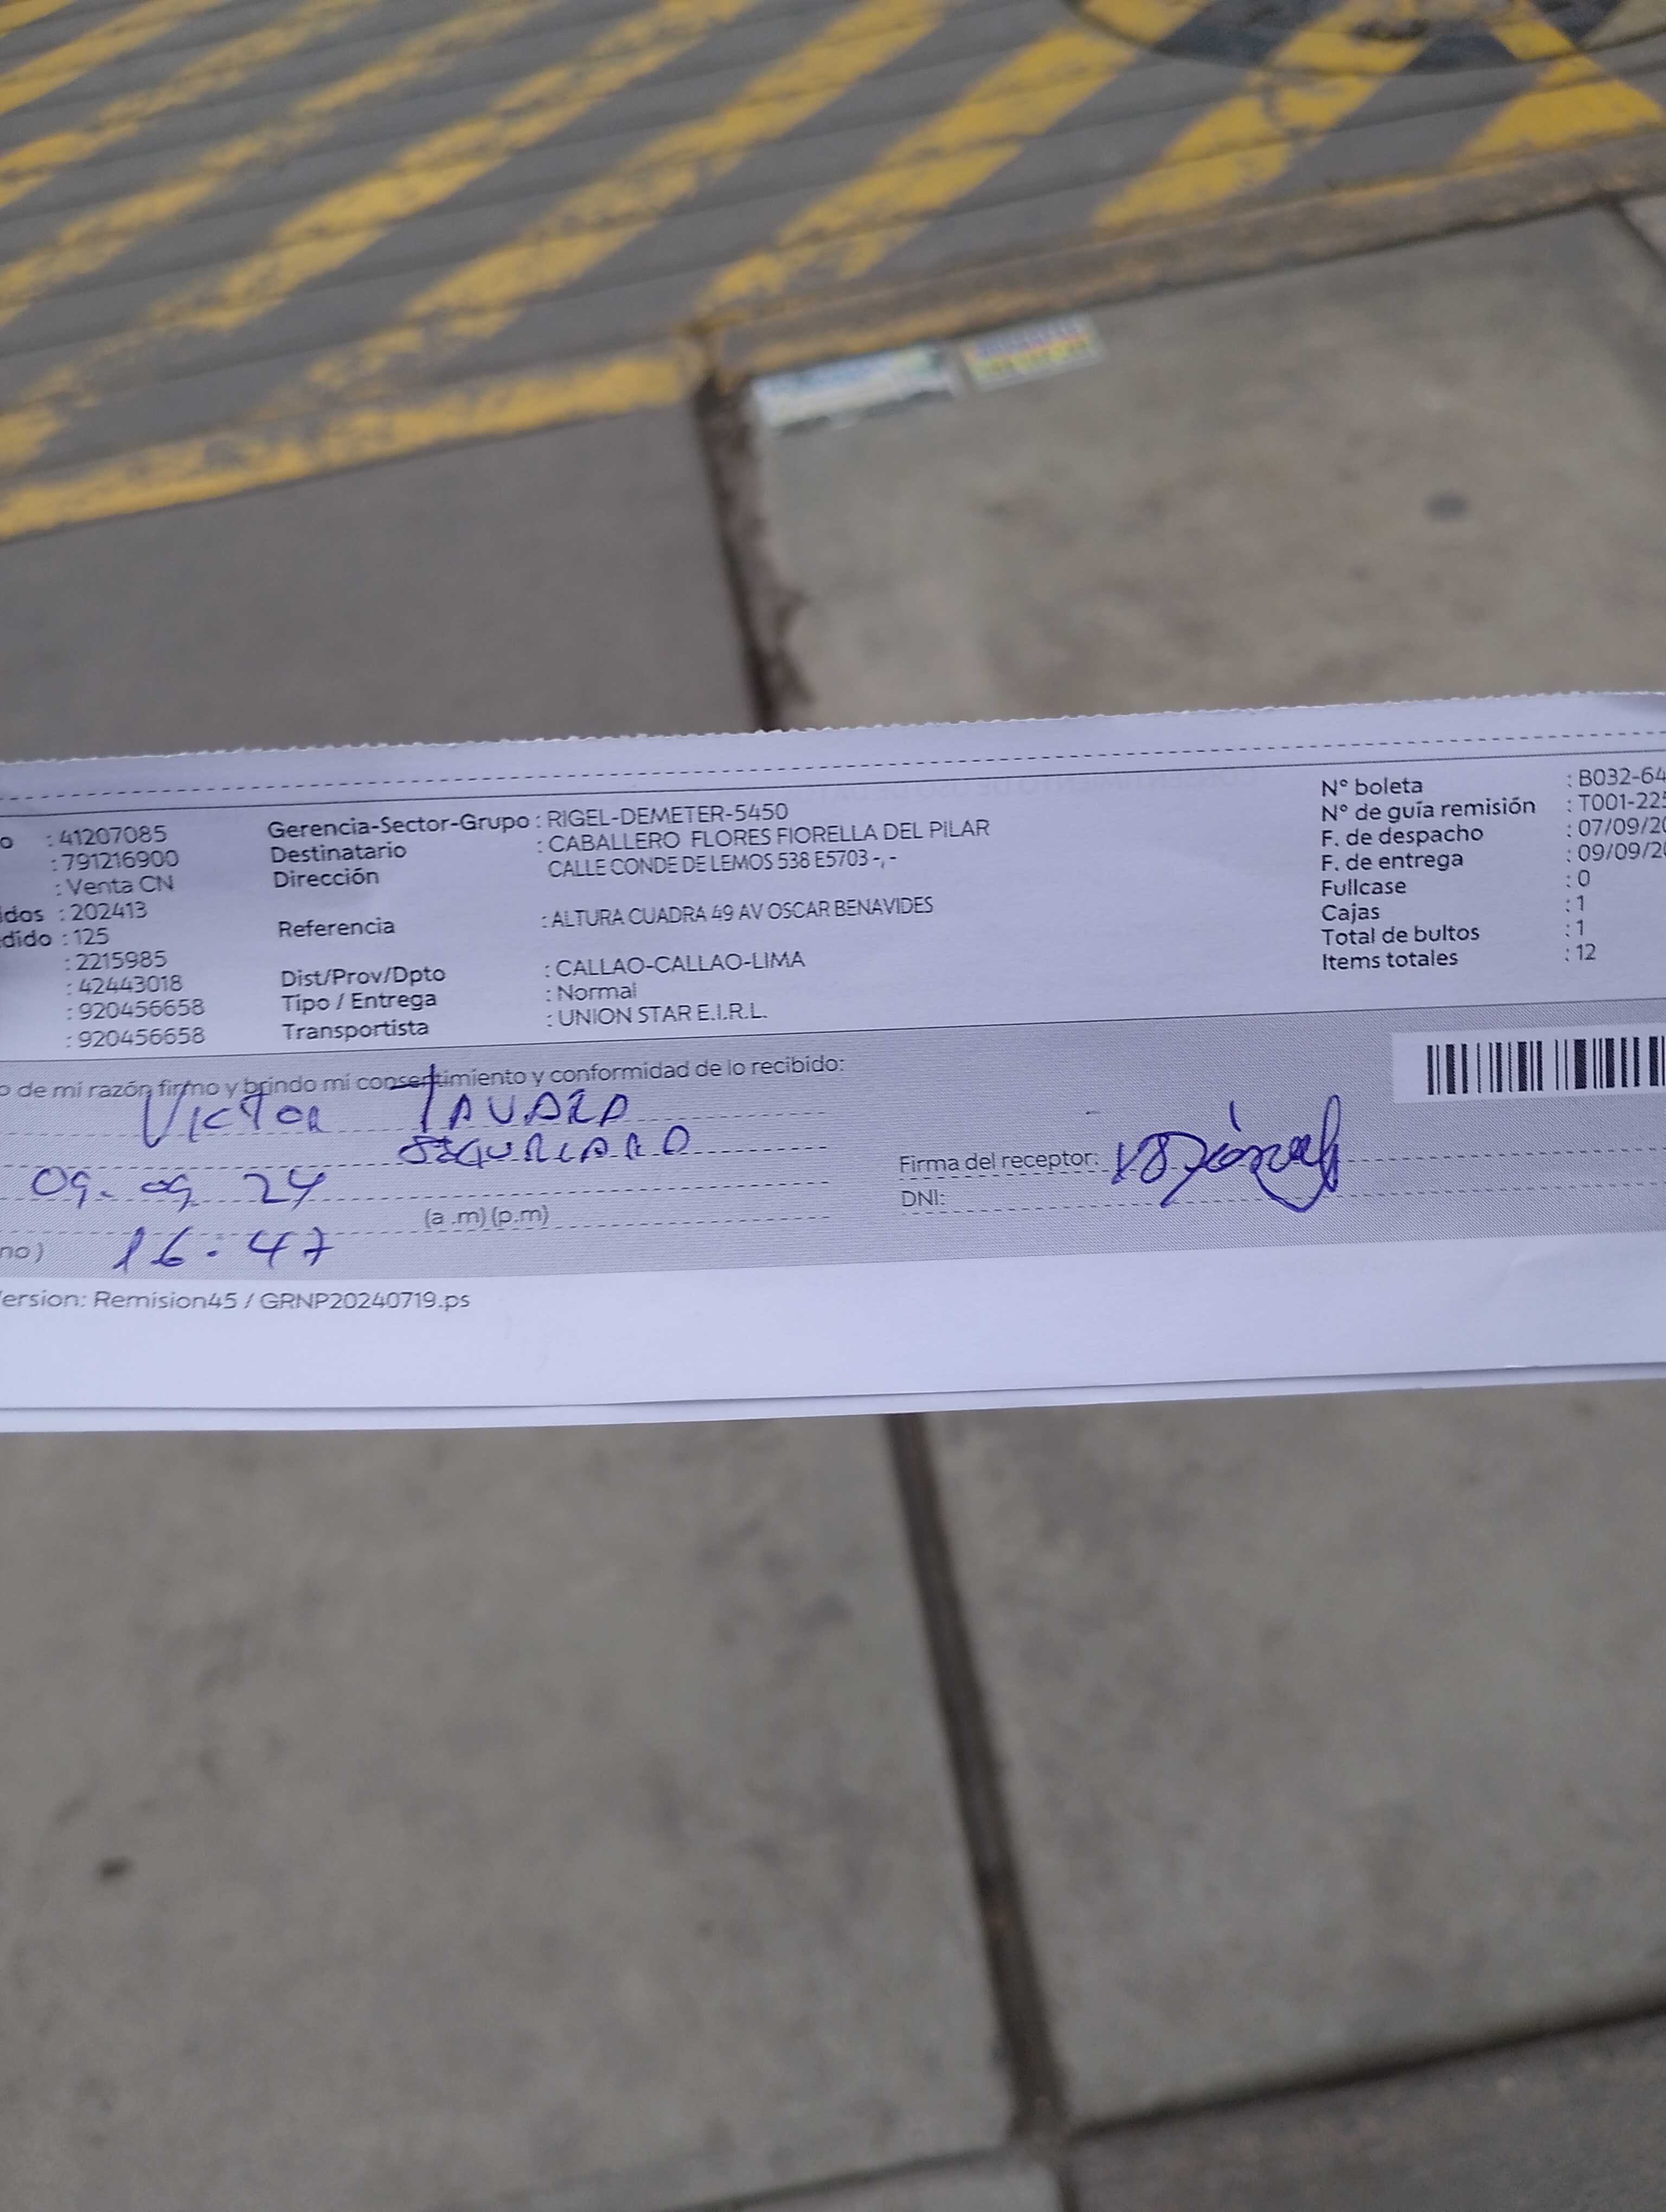 o : 41207085
: 791216900
: Venta CN
idos : 202413
dido : 125
: 2215985
: 42443018
: 920456658
: 920456658
Gerencia-Sector-Grupo : RIGEL-DEMETER-5450
Destinatario : CABALLERO FLORES FIORELLA DEL PILAR
Dirección CALLE CONDE DE LEMOS 538 E5703 -, -
Referencia : ALTURA CUADRA 49 AV OSCAR BENAVIDES
Dist/Prov/Dpto : CALLAO-CALLAO-LIMA
Tipo / Entrega : Normal
Transportista : UNION STAR E.I.R.L.
N° boleta : B032-64
N° de guía remisión : T001-225
F. de despacho : 07/09/20
F. de entrega : 09/09/20
Fullcase : 0
Cajas : 1
Total de bultos : 1
Items totales : 12
o de mi razón firmo y brindo mi consentimiento y conformidad de lo recibido:
VICTOR TAVARA
09-09 24
(a .m) (p.m)
no) 16:47
Firma del receptor:
DNI:
ersion: Remision45 / GRNP20240719.ps